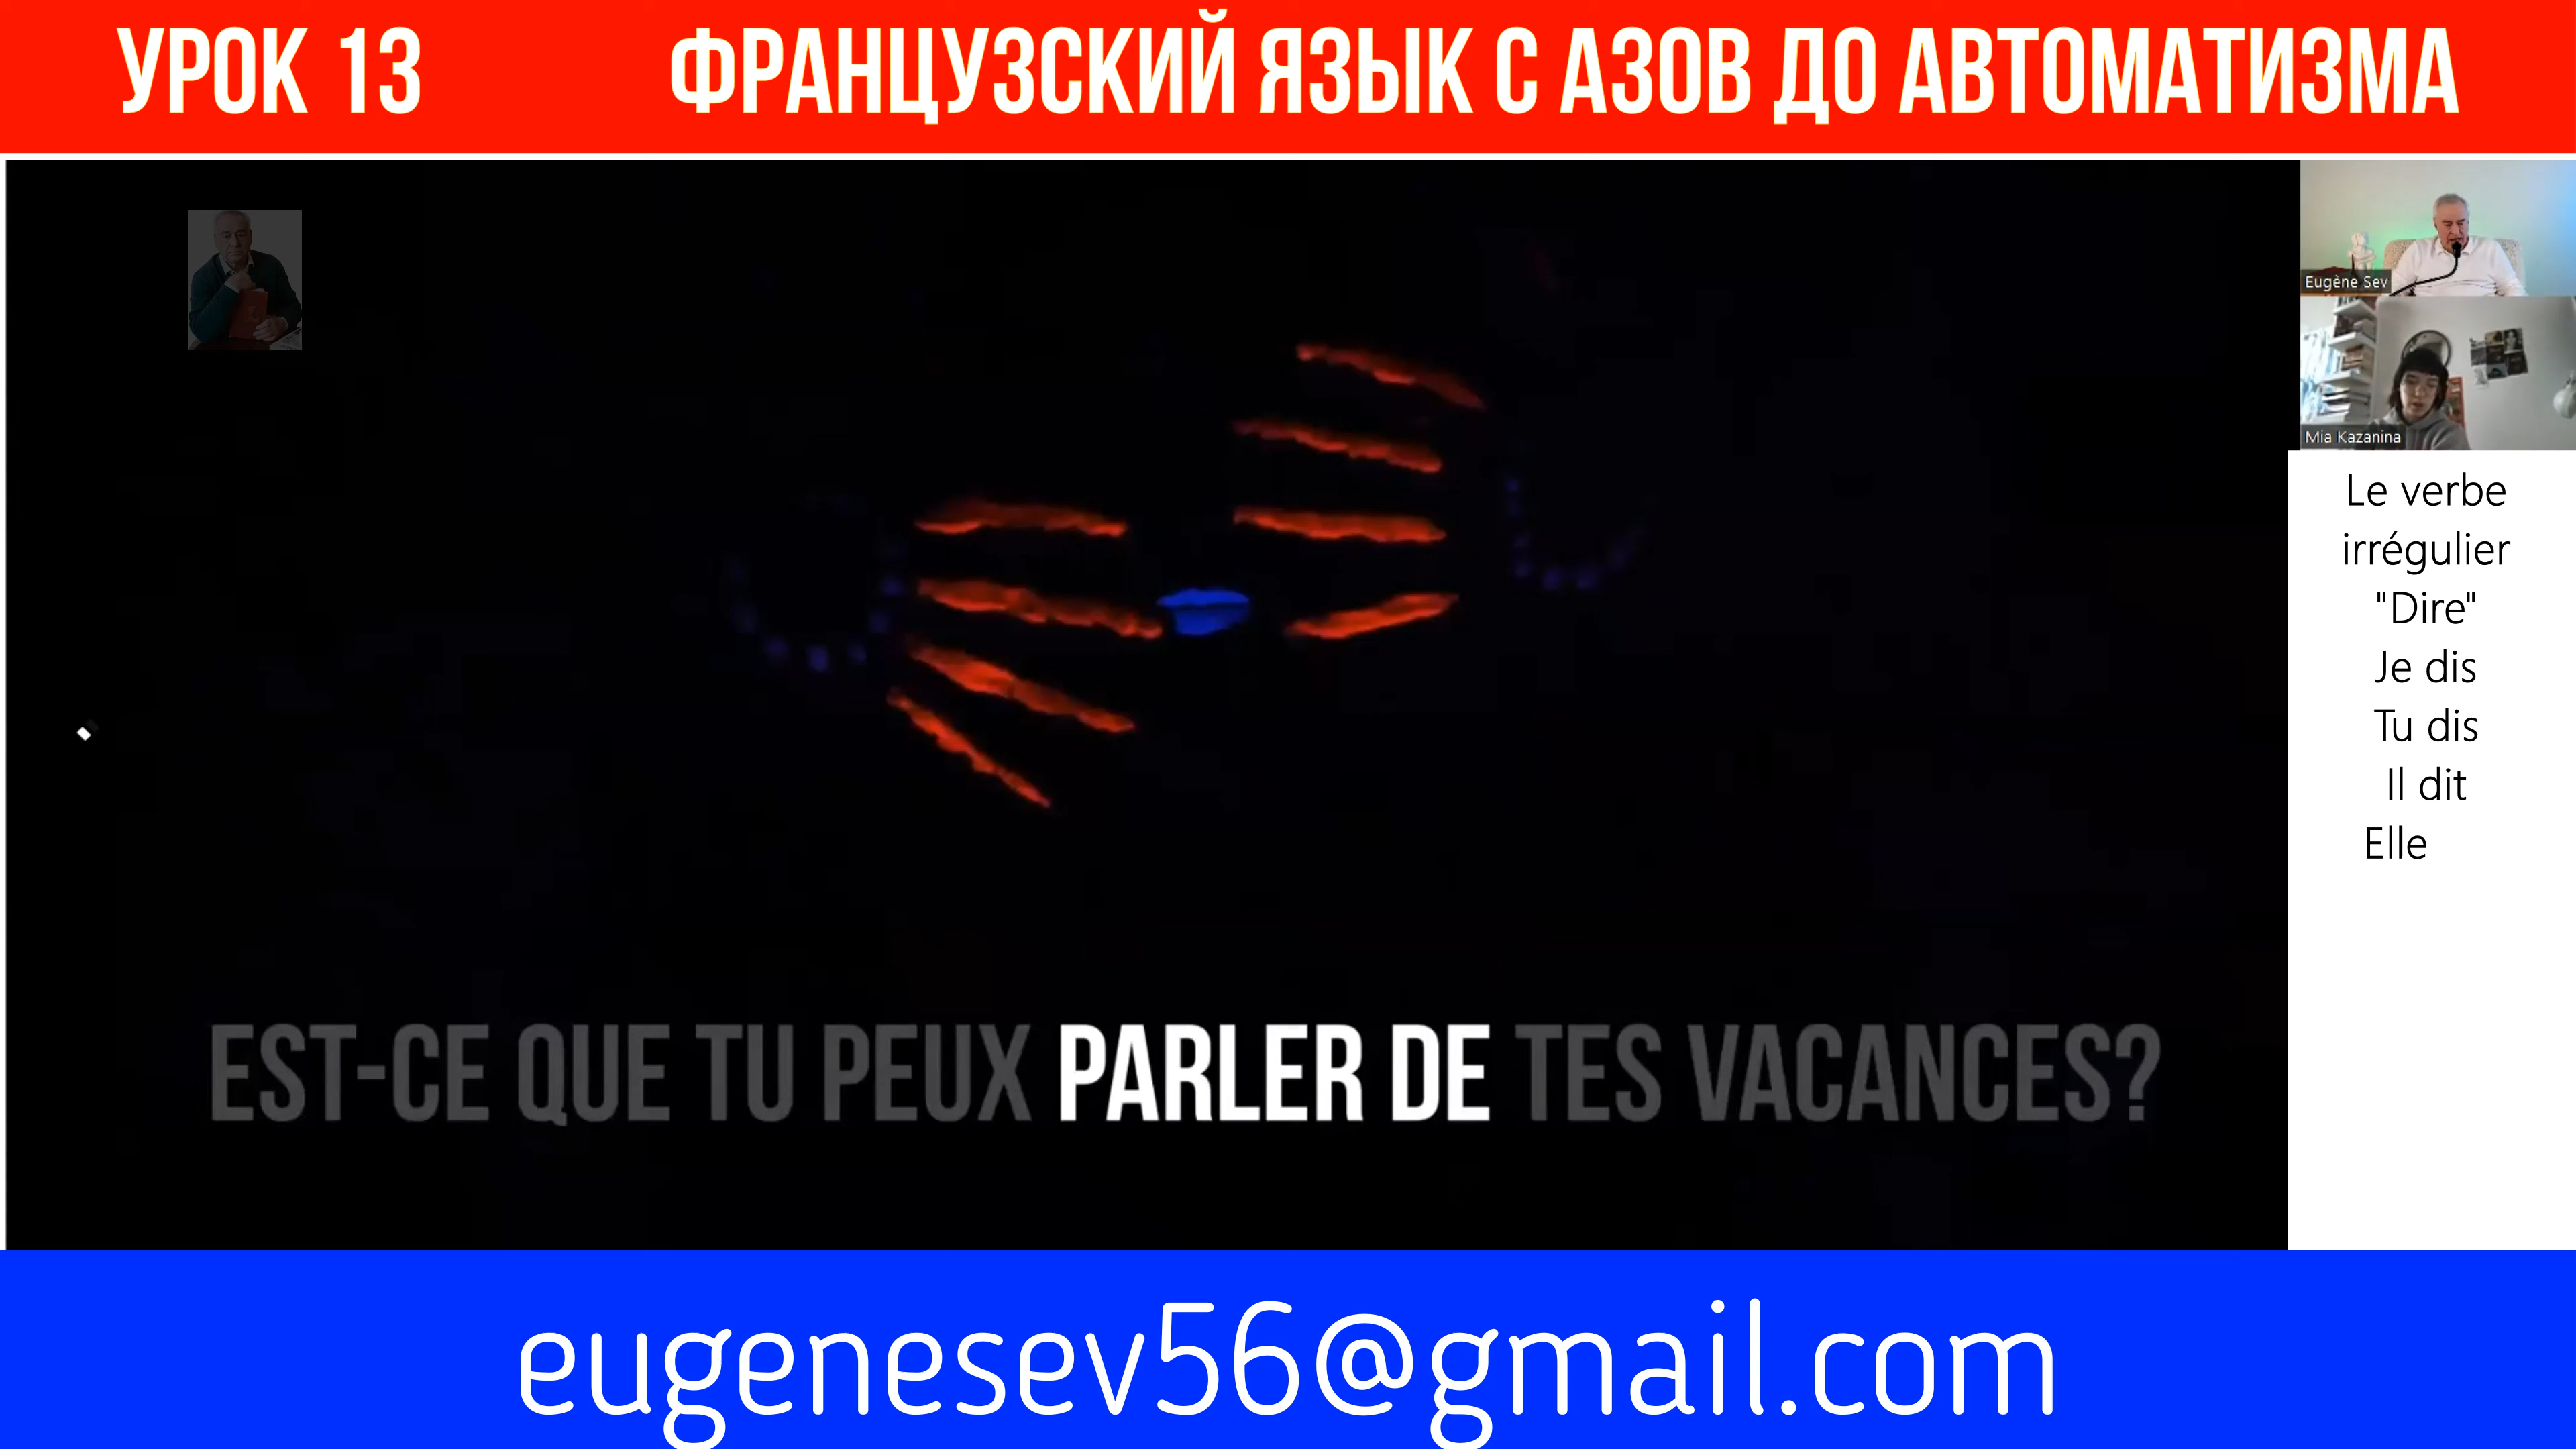 УРОК 13 ФРАНЦУЗСКИЙ ЯЗЫК С АЗОВ ДО АВТОМАТИЗМА
Eugène Sev
Mia Kazanina
Le verbe
irrégulier
"Dire"
Je dis
Tu dis
Il dit
Elle
EST-CE QUE TU PEUX PARLER DE TES VACANCES?
eugenesev56@gmail.com